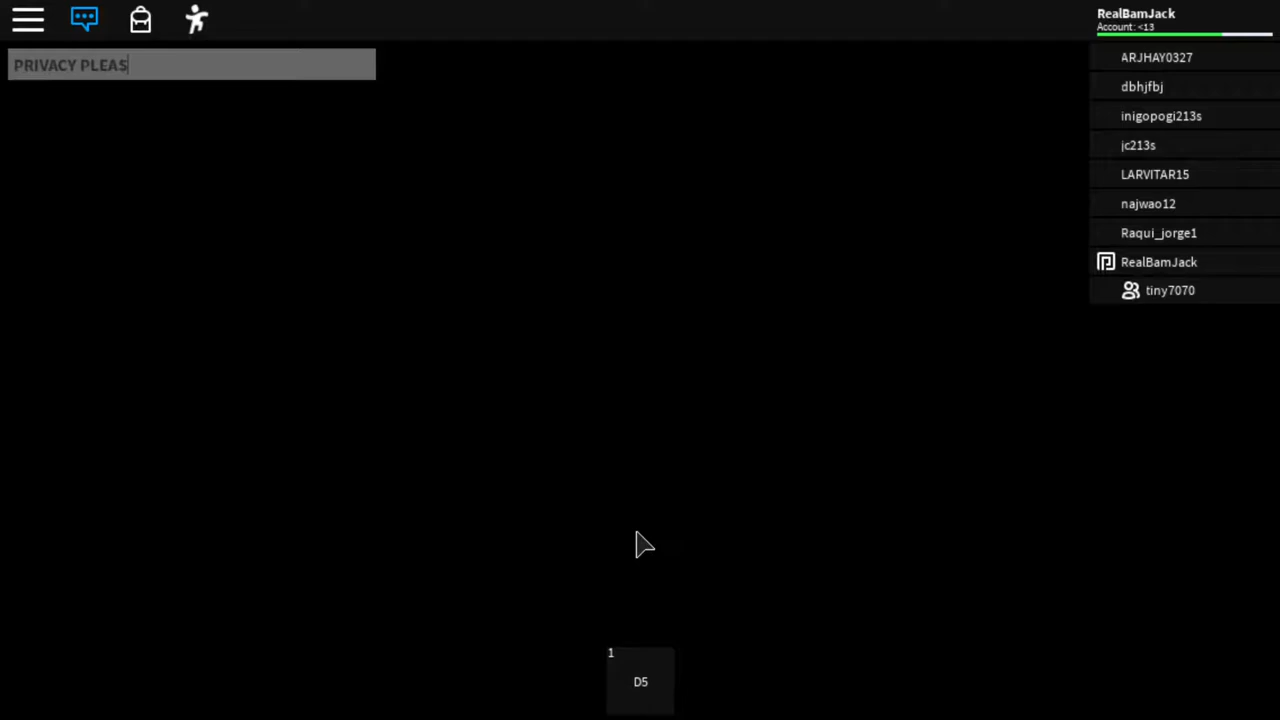 RealBamJack
Account: <13
PRIVACY PLEAS
ARJHAY0327
dbhjfbj
inigopogi213s
jc213s
LARVITAR15
najwao12
Raqui_jorge1
RealBamJack
tiny7070
1
D5